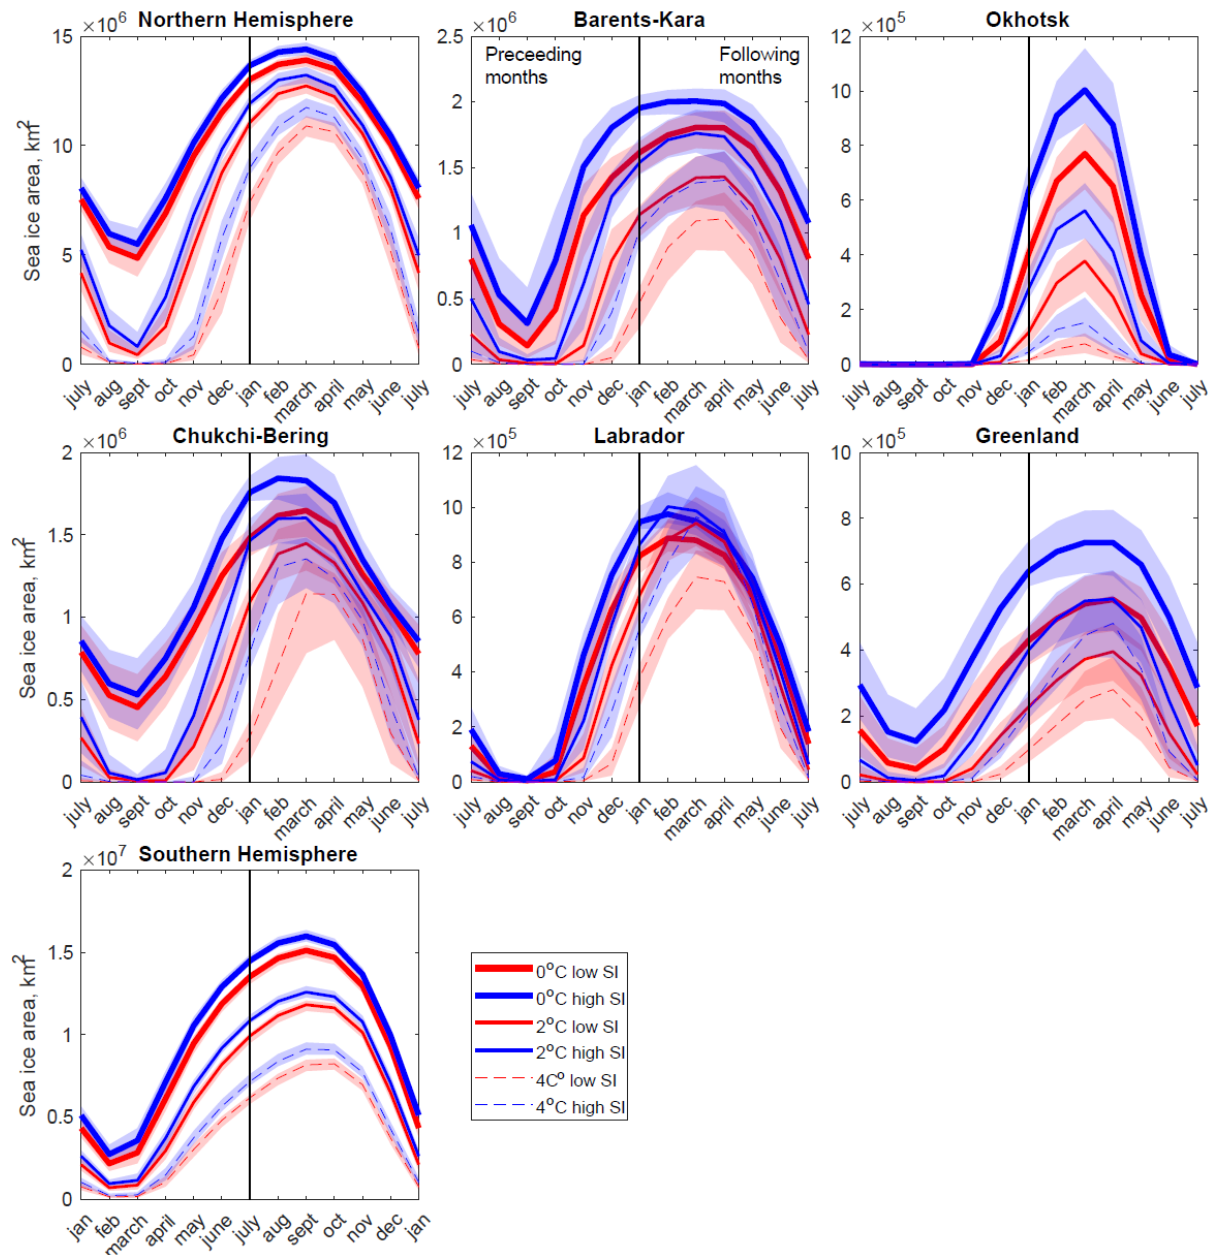 Northern Hemisphere
×10⁶
15
10
5
0
Sea ice area, km²
july aug sept oct nov dec jan feb march april may june july
Barents-Kara
×10⁶
Preceeding months
Following months
2.5
2
1.5
1
0.5
0
july aug sept oct nov dec jan feb march april may june july
Okhotsk
×10⁵
12
10
8
6
4
2
0
july aug sept oct nov dec jan feb march april may june july
Chukchi-Bering
×10⁶
2
1.5
1
0.5
0
Sea ice area, km²
july aug sept oct nov dec jan feb march april may june july
Labrador
×10⁵
12
10
8
6
4
2
0
july aug sept oct nov dec jan feb march april may june july
Greenland
×10⁵
10
8
6
4
2
0
july aug sept oct nov dec jan feb march april may june july
Southern Hemisphere
×10⁷
2
1.5
1
0.5
0
Sea ice area, km²
jan feb march april may june july aug sept oct nov dec jan
0°C low SI
0°C high SI
2°C low SI
2°C high SI
4C° low SI
4°C high SI